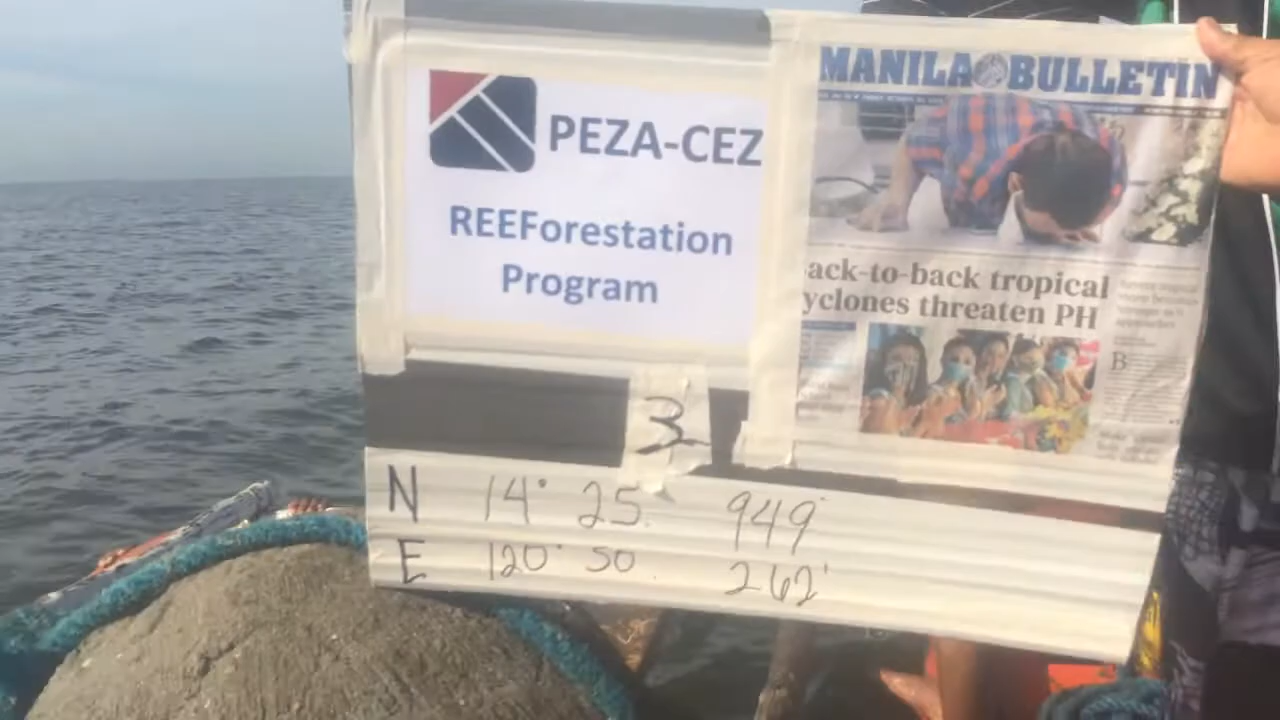 PEZA-CEZ
REEForestation
Program
MANILA BULLETIN
ack-to-back tropical
yclones threaten PH
B
3
N 14° 25. 949'
E 120° 50. 262'